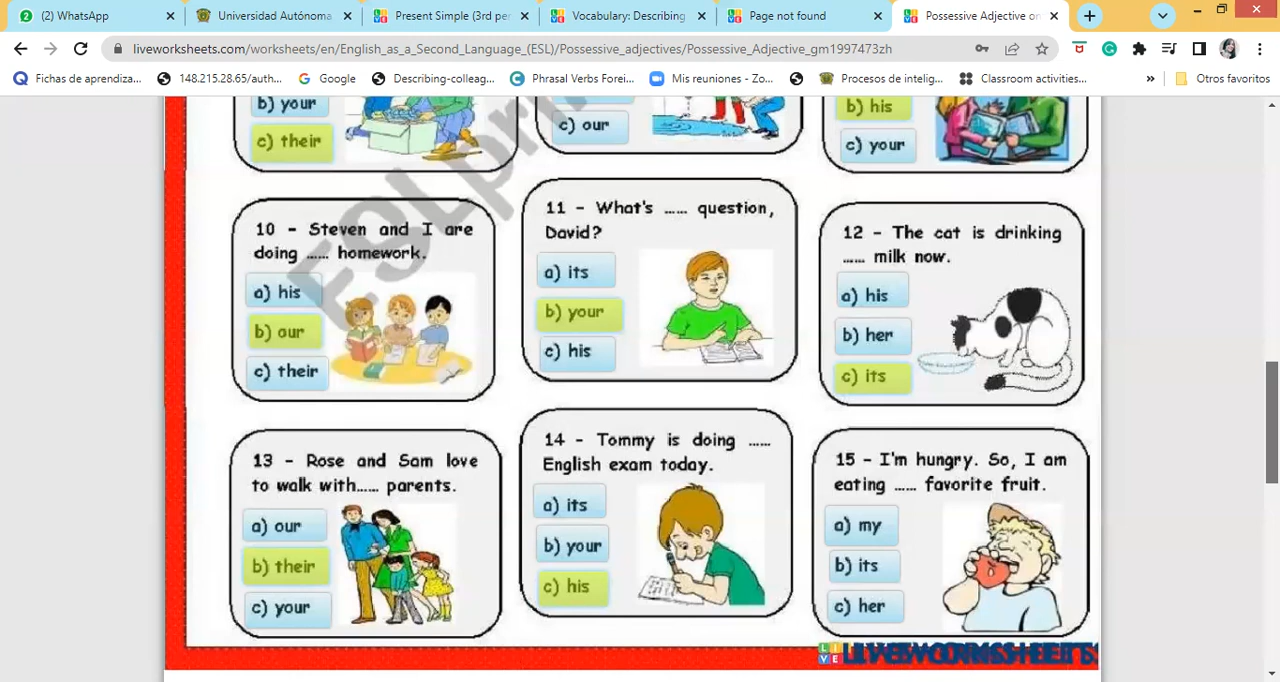 (2) WhatsApp
Universidad Autónoma
Present Simple (3rd per
Vocabulary: Describing
Page not found
Possessive Adjective on
liveworksheets.com/worksheets/en/English_as_a_Second_Language_(ESL)/Possessive_adjectives/Possessive_Adjective_gm1997473zh
Fichas de aprendiza...
148.215.28.65/auth...
Google
Describing-colleag...
Phrasal Verbs Forei...
Mis reuniones - Zo...
Procesos de intelig...
Classroom activities...
»
Otros favoritos
b) your
c) their
c) our
b) his
c) your
10 - Steven and I are
doing ...... homework.
a) his
b) our
c) their
11 - What's ...... question,
David?
a) its
b) your
c) his
12 - The cat is drinking
...... milk now.
a) his
b) her
c) its
13 - Rose and Sam love
to walk with...... parents.
a) our
b) their
c) your
14 - Tommy is doing ......
English exam today.
a) its
b) your
c) his
15 - I'm hungry. So, I am
eating ...... favorite fruit.
a) my
b) its
c) her
LIVE LIVEWORKSHEETS